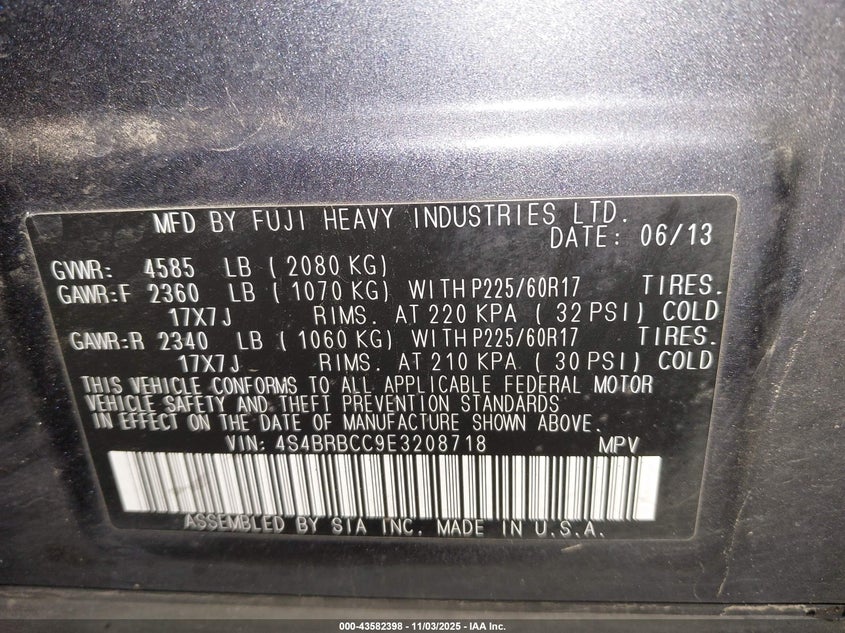 MFD BY FUJI HEAVY INDUSTRIES LTD.
DATE: 06/13
GVWR: 4585 LB ( 2080 KG)
GAWR:F 2360 LB ( 1070 KG) WITH P225/60R17 TIRES.
17X7J RIMS. AT 220 KPA ( 32 PSI) COLD
GAWR:R 2340 LB ( 1060 KG) WITH P225/60R17 TIRES.
17X7J RIMS. AT 210 KPA ( 30 PSI) COLD
THIS VEHICLE CONFORMS TO ALL APPLICABLE FEDERAL MOTOR
VEHICLE SAFETY AND THEFT PREVENTION STANDARDS
IN EFFECT ON THE DATE OF MANUFACTURE SHOWN ABOVE.
VIN: 4S4BRBCC9E3208718 MPV
ASSEMBLED BY SIA INC. MADE IN U.S.A.
000-43582398 - 11/03/2025 - IAA Inc.